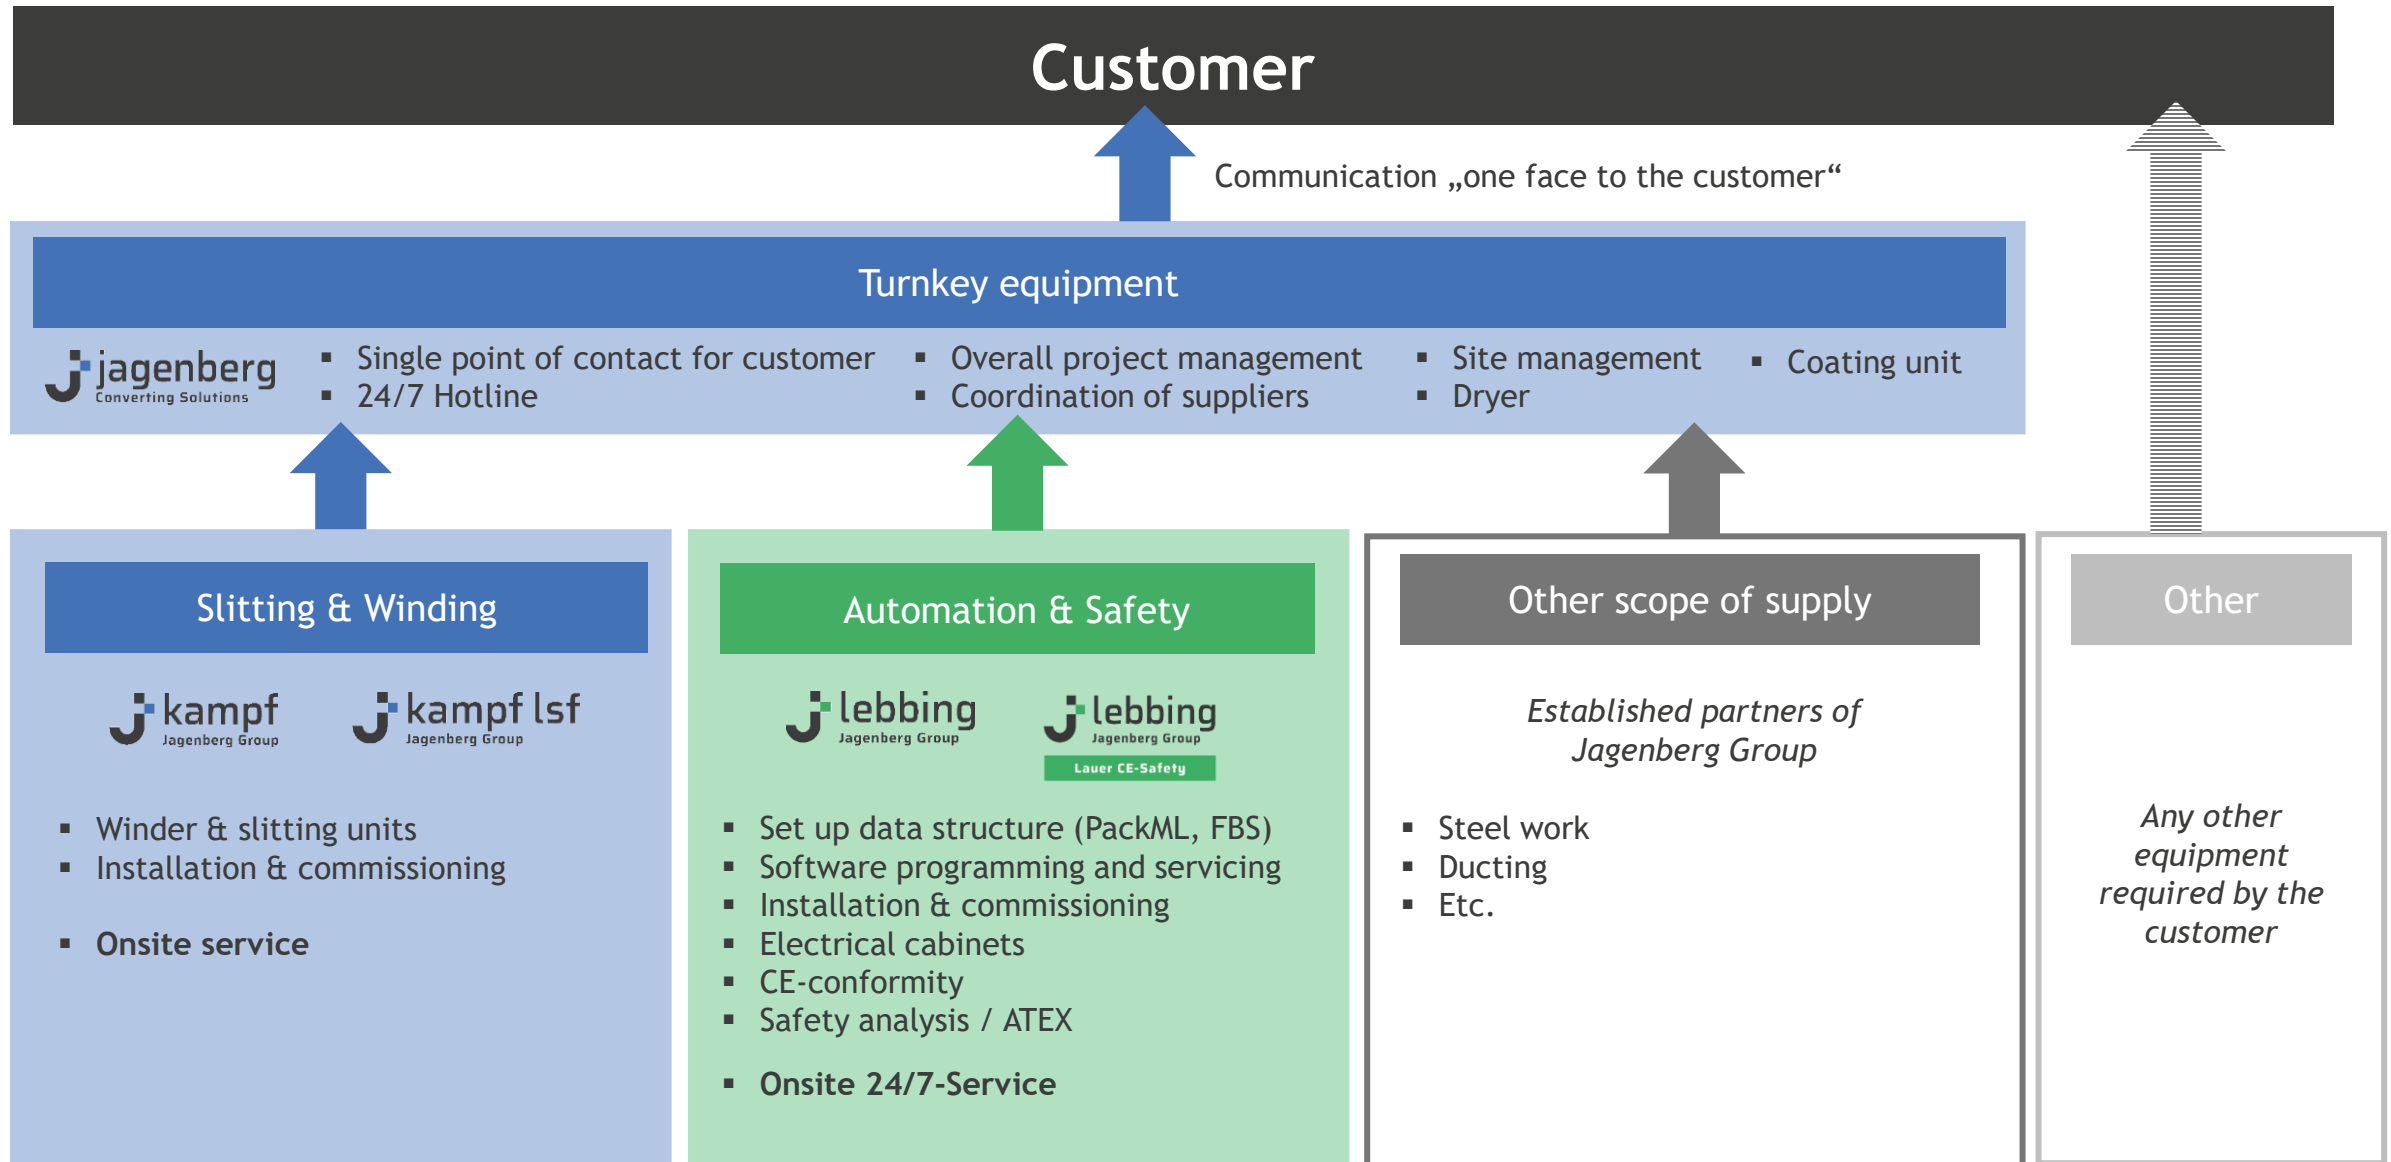 Customer
Communication „one face to the customer“
Turnkey equipment
jagenberg
Converting Solutions
▪ Single point of contact for customer
▪ 24/7 Hotline
▪ Overall project management
▪ Coordination of suppliers
▪ Site management
▪ Dryer
▪ Coating unit
Slitting & Winding
kampf
Jagenberg Group
kampf lsf
Jagenberg Group
▪ Winder & slitting units
▪ Installation & commissioning
▪ Onsite service
Automation & Safety
lebbing
Jagenberg Group
lebbing
Jagenberg Group
Lauer CE-Safety
▪ Set up data structure (PackML, FBS)
▪ Software programming and servicing
▪ Installation & commissioning
▪ Electrical cabinets
▪ CE-conformity
▪ Safety analysis / ATEX
▪ Onsite 24/7-Service
Other scope of supply
Established partners of
Jagenberg Group
▪ Steel work
▪ Ducting
▪ Etc.
Other
Any other
equipment
required by the
customer